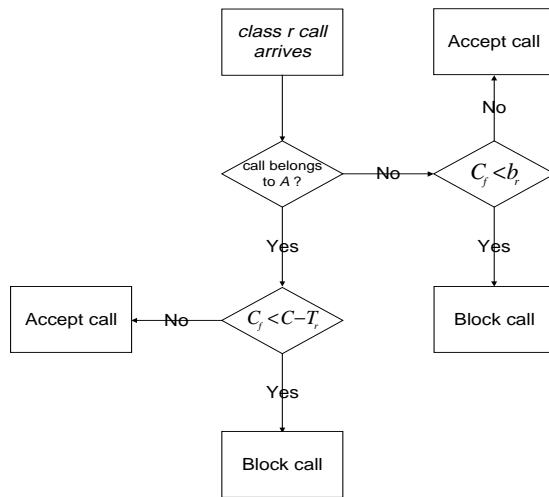 class r call
arrives
Accept call
No
call belongs
to A ?
No
C_f < b_r
Yes
Yes
Block call
Accept call
No
C_f < C − T_r
Yes
Block call